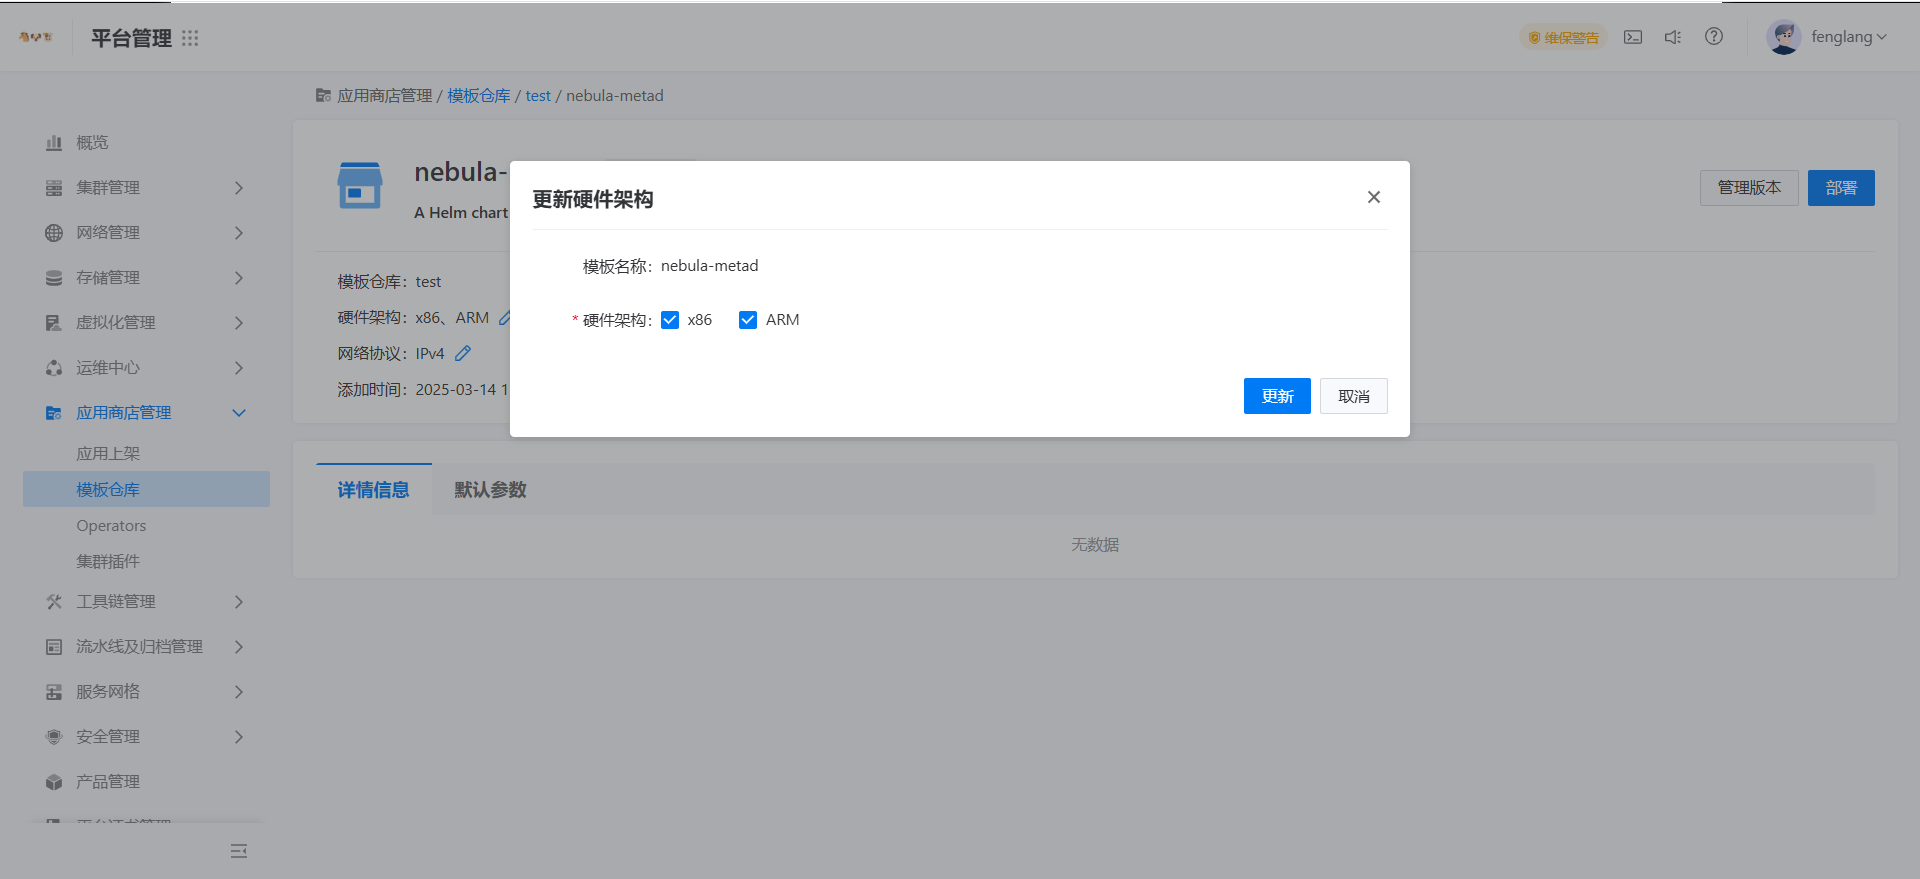 平台管理
维保警告
fenglang
应用商店管理 / 模板仓库 / test / nebula-metad
概览
集群管理
网络管理
存储管理
虚拟化管理
运维中心
应用商店管理
应用上架
模板仓库
Operators
集群插件
工具链管理
流水线及归档管理
服务网格
安全管理
产品管理
nebula-
A Helm chart
管理版本
部署
模板仓库：test
硬件架构：x86、ARM
网络协议：IPv4
添加时间：2025-03-14 1
更新硬件架构
模板名称：nebula-metad
* 硬件架构： x86 ARM
更新
取消
详情信息
默认参数
无数据